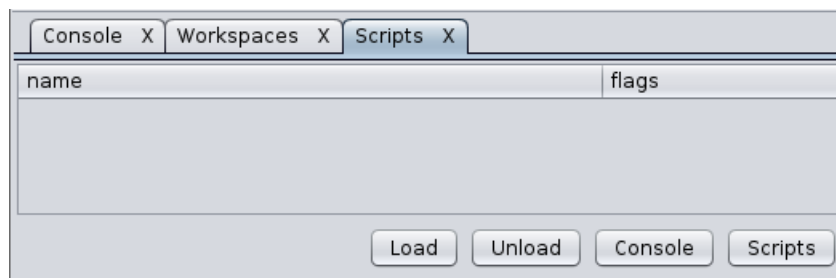 Console X Workspaces X Scripts X
name flags
Load Unload Console Scripts